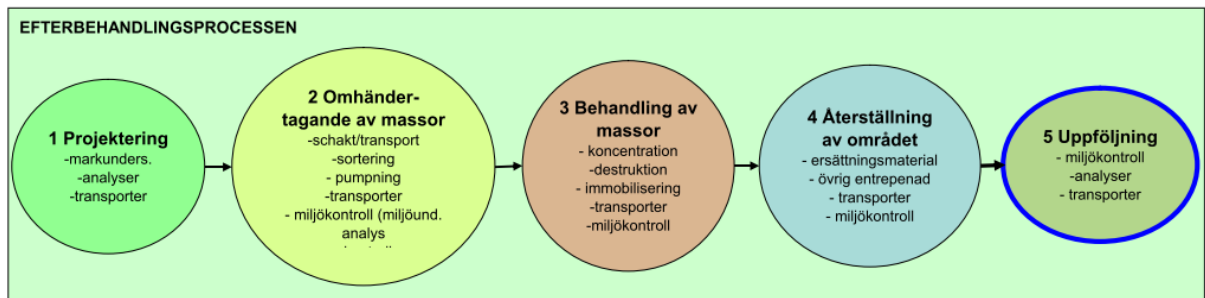 EFTERBEHANDLINGSPROCESSEN
1 Projektering
-markunders.
-analyser
-transporter
2 Omhänder-
tagande av massor
-schakt/transport
-sortering
- pumpning
-transporter
- miljökontroll (miljöund.
analys
3 Behandling av
massor
- koncentration
-destruktion
- immobilisering
-transporter
-miljökontroll
4 Återställning
av området
- ersättningsmaterial
- övrig entrepenad
- transporter
- miljökontroll
5 Uppföljning
- miljökontroll
-analyser
- transporter